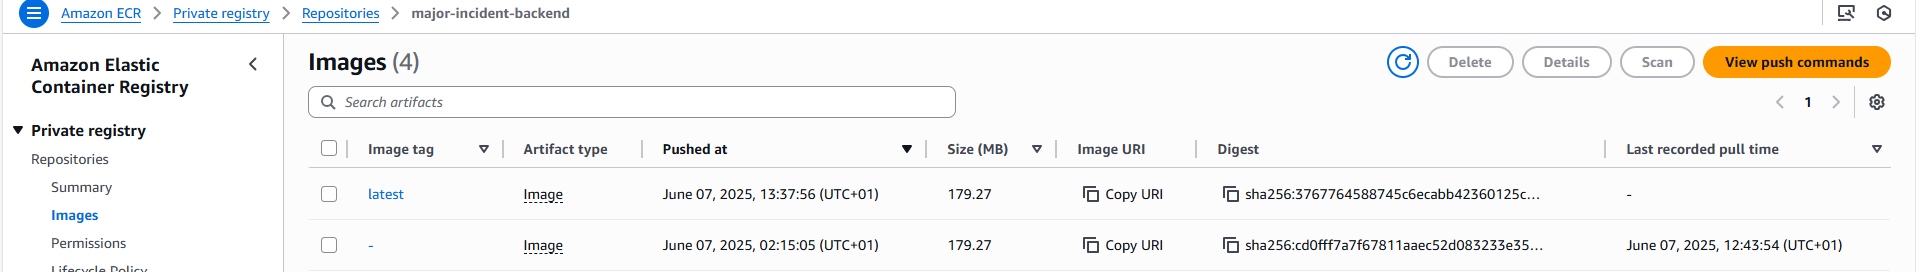 Amazon ECR > Private registry > Repositories > major-incident-backend
Amazon Elastic
Container Registry
Private registry
Repositories
Summary
Images
Permissions
Lifecycle Policy
Images (4)
Delete
Details
Scan
View push commands
Search artifacts
1
Image tag
Artifact type
Pushed at
Size (MB)
Image URI
Digest
Last recorded pull time
latest
Image
June 07, 2025, 13:37:56 (UTC+01)
179.27
Copy URI
sha256:3767764588745c6ecabb42360125c...
-
-
Image
June 07, 2025, 02:15:05 (UTC+01)
179.27
Copy URI
sha256:cd0fff7a7f67811aaec52d083233e35...
June 07, 2025, 12:43:54 (UTC+01)